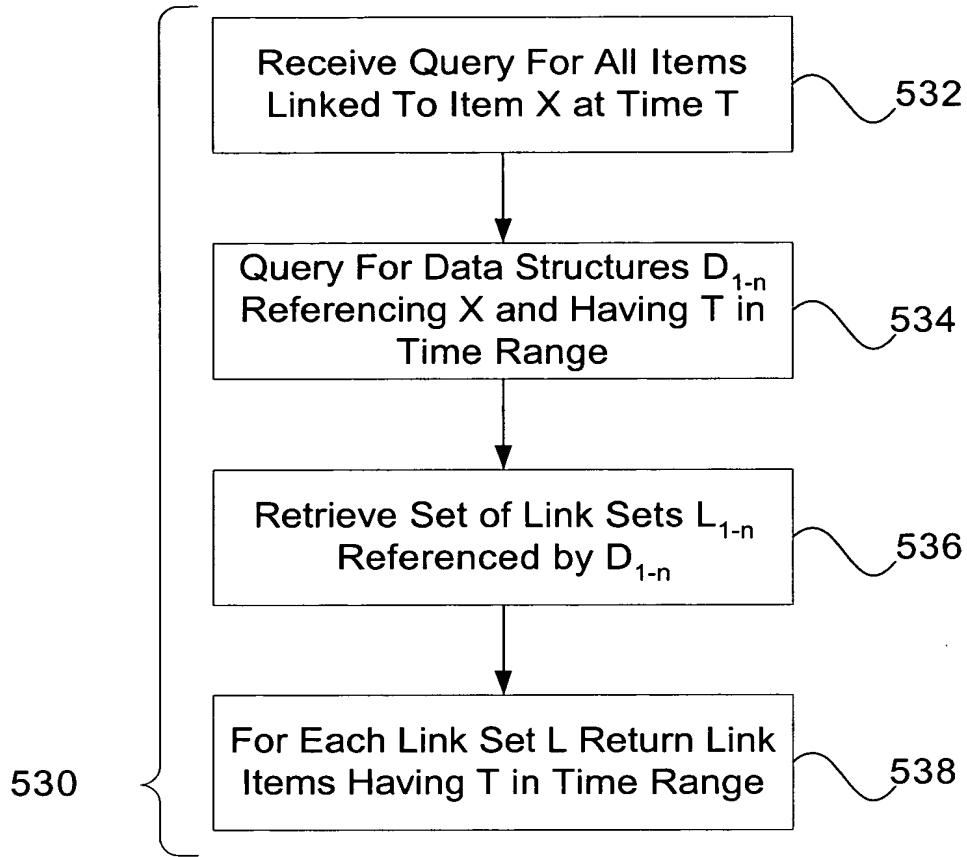 Receive Query For All Items
Linked To Item X at Time T
532
Query For Data Structures D1-n
Referencing X and Having T in
Time Range
534
Retrieve Set of Link Sets L1-n
Referenced by D1-n
536
For Each Link Set L Return Link
Items Having T in Time Range
538
530